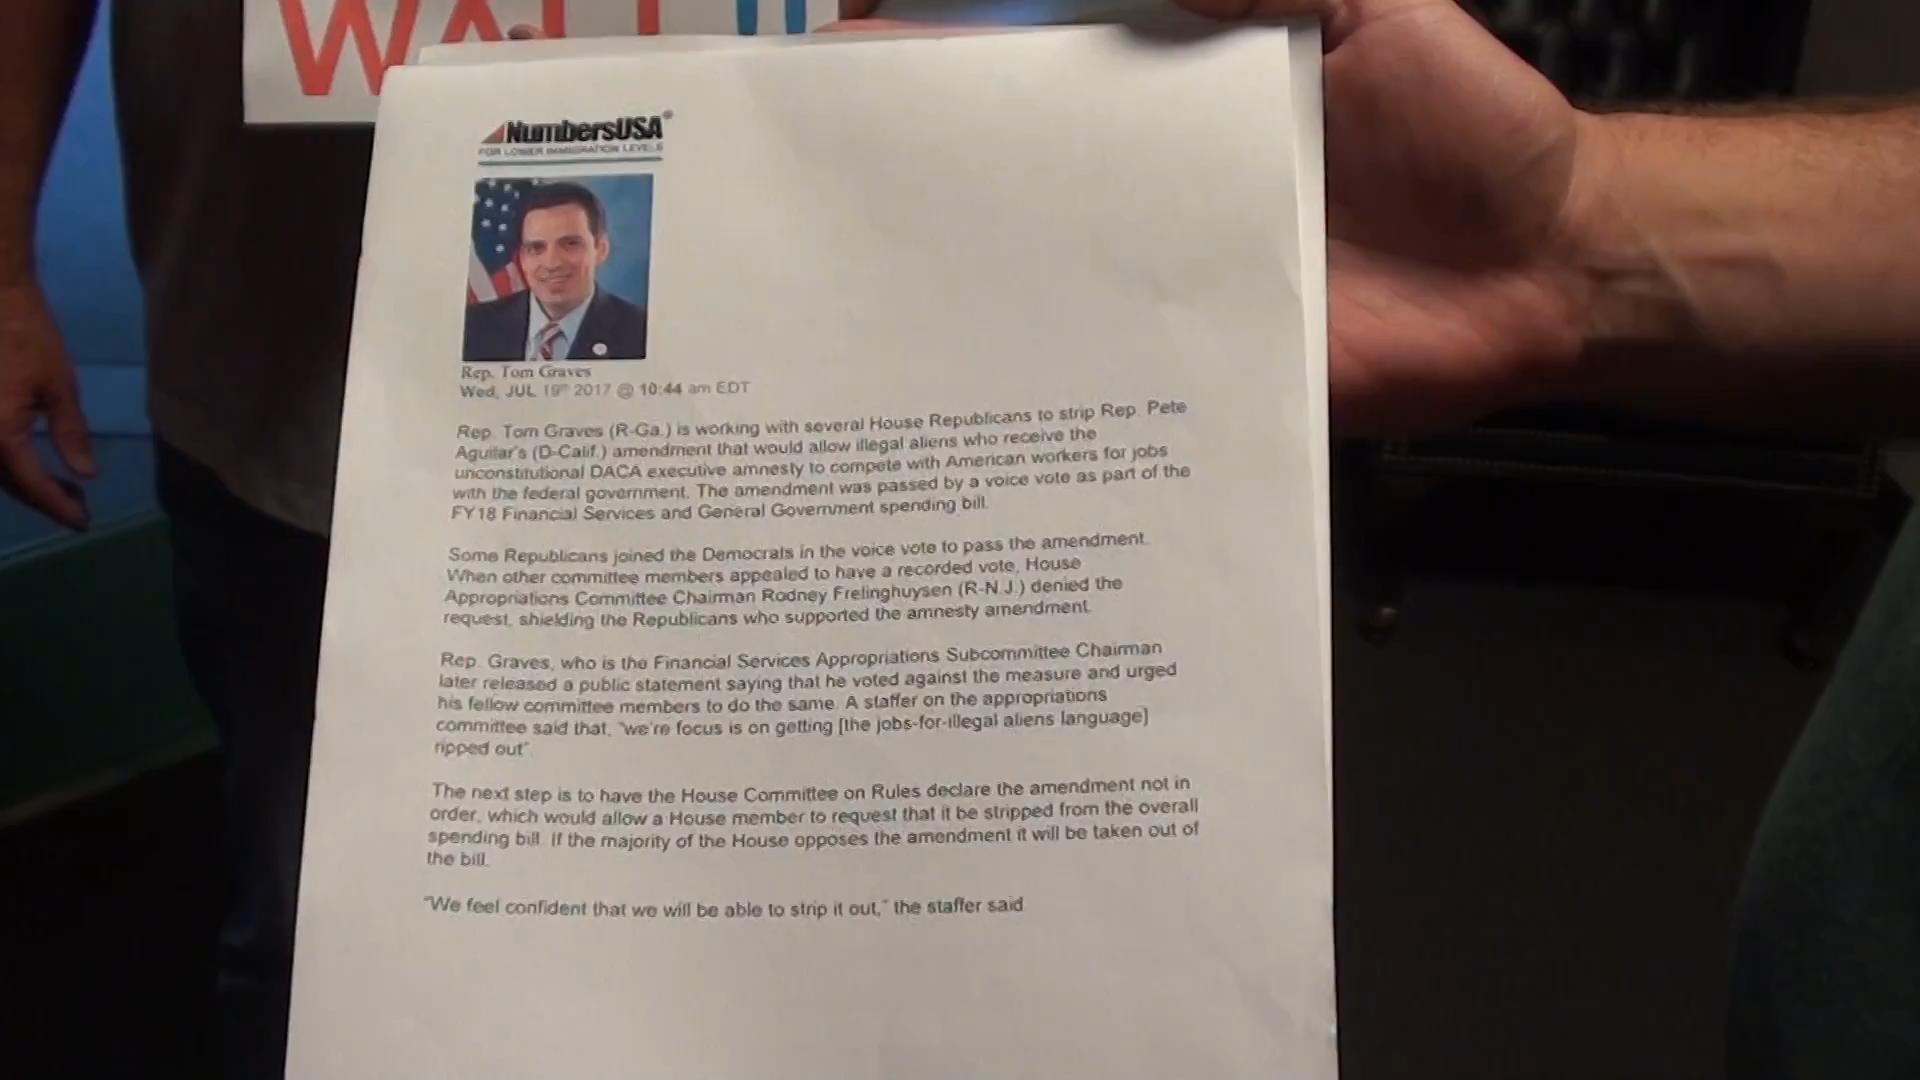 WALL
NumbersUSA®
FOR LOWER IMMIGRATION LEVELS
Rep. Tom Graves
Wed, JUL 19th 2017 @ 10:44 am EDT
Rep. Tom Graves (R-Ga.) is working with several House Republicans to strip Rep. Pete
Aguilar's (D-Calif.) amendment that would allow illegal aliens who receive the
unconstitutional DACA executive amnesty to compete with American workers for jobs
with the federal government. The amendment was passed by a voice vote as part of the
FY18 Financial Services and General Government spending bill.
Some Republicans joined the Democrats in the voice vote to pass the amendment.
When other committee members appealed to have a recorded vote, House
Appropriations Committee Chairman Rodney Frelinghuysen (R-N.J.) denied the
request, shielding the Republicans who supported the amnesty amendment.
Rep. Graves, who is the Financial Services Appropriations Subcommittee Chairman
later released a public statement saying that he voted against the measure and urged
his fellow committee members to do the same. A staffer on the appropriations
committee said that, "we're focus is on getting [the jobs-for-illegal aliens language]
ripped out".
The next step is to have the House Committee on Rules declare the amendment not in
order, which would allow a House member to request that it be stripped from the overall
spending bill. If the majority of the House opposes the amendment it will be taken out of
the bill.
"We feel confident that we will be able to strip it out," the staffer said.